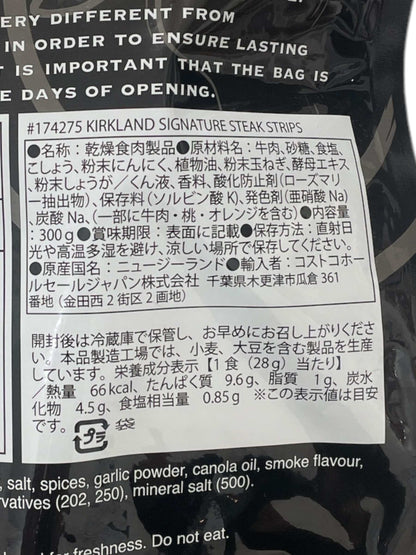 ERY DIFFERENT FROM
IN ORDER TO ENSURE LASTING
IS IMPORTANT THAT THE BAG IS
E DAYS OF OPENING.
#174275 KIRKLAND SIGNATURE STEAK STRIPS
●名称：乾燥食肉製品●原材料名：牛肉、砂糖、食塩、
こしょう、粉末にんにく、植物油、粉末玉ねぎ、酵母エキス
、粉末しょうが／くん液、香料、酸化防止剤（ローズマリ
ー抽出物）、保存料（ソルビン酸K）、発色剤（亜硝酸Na）
、炭酸Na、（一部に牛肉・桃・オレンジを含む）●内容量
：300g●賞味期限：表面に記載●保存方法：直射日
光や高温多湿を避け、涼しい場所で保存してください。
●原産国名：ニュージーランド●輸入者：コストコホ
ールセールジャパン株式会社 千葉県木更津市瓜倉 361
番地（金田西2街区2画地）
開封後は冷蔵庫で保管し、お早めにお召し上がりくださ
い。本品製造工場では、小麦、大豆を含む製品を生産
しています。栄養成分表示【1食（28g）当たり】
／熱量 66kcal、たんぱく質 9.6g、脂質 1g、炭水
化物 4.5g、食塩相当量 0.85g ※この表示値は目安
です。 プラ 袋
, salt, spices, garlic powder, canola oil, smoke flavour,
rvatives (202, 250), mineral salt (500).
freshness. Do not eat.